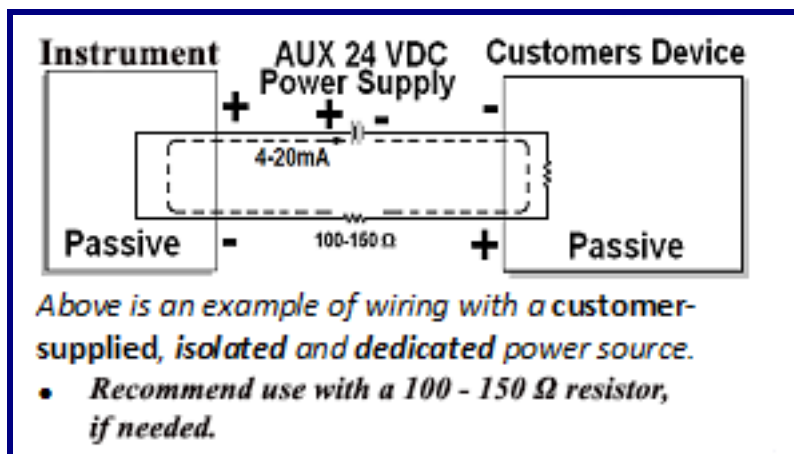 Instrument
AUX 24 VDC
Power Supply
Customers Device
+
+
-
-
4-20mA
Passive
-
100-150 Ω
+
Passive
Above is an example of wiring with a customer-
supplied, isolated and dedicated power source.
• Recommend use with a 100 - 150 Ω resistor,
if needed.